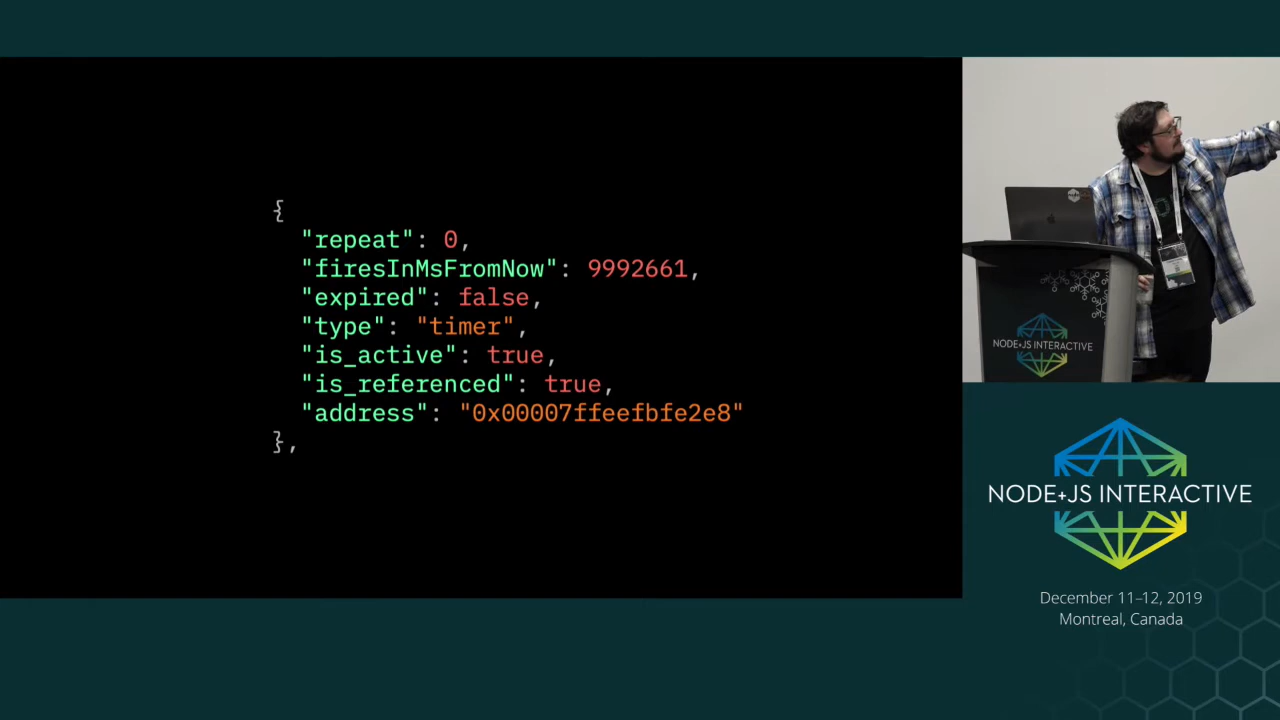 {
"repeat": 0,
"firesInMsFromNow": 9992661,
"expired": false,
"type": "timer",
"is_active": true,
"is_referenced": true,
"address": "0x00007ffeefbfe2e8"
},
NODE+JS INTERACTIVE
NODE+JS INTERACTIVE
December 11–12, 2019
Montreal, Canada